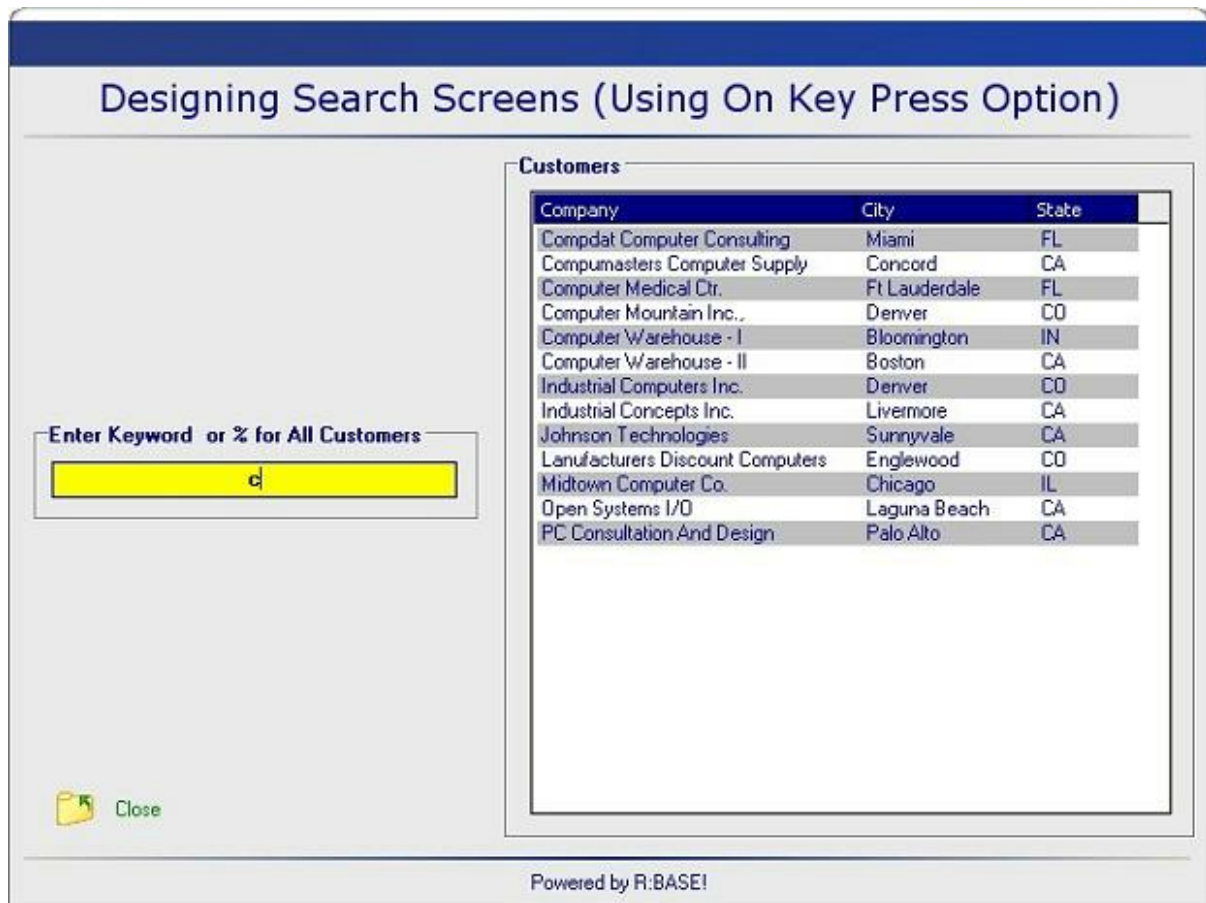 Designing Search Screens (Using On Key Press Option)
Customers
Company City State
Compdat Computer Consulting Miami FL
Compumasters Computer Supply Concord CA
Computer Medical Ctr. Ft Lauderdale FL
Computer Mountain Inc., Denver CO
Computer Warehouse - I Bloomington IN
Computer Warehouse - II Boston CA
Industrial Computers Inc. Denver CO
Industrial Concepts Inc. Livermore CA
Johnson Technologies Sunnyvale CA
Lanufacturers Discount Computers Englewood CO
Midtown Computer Co. Chicago IL
Open Systems I/O Laguna Beach CA
PC Consultation And Design Palo Alto CA
Enter Keyword or % for All Customers
c
Close
Powered by R:BASE!